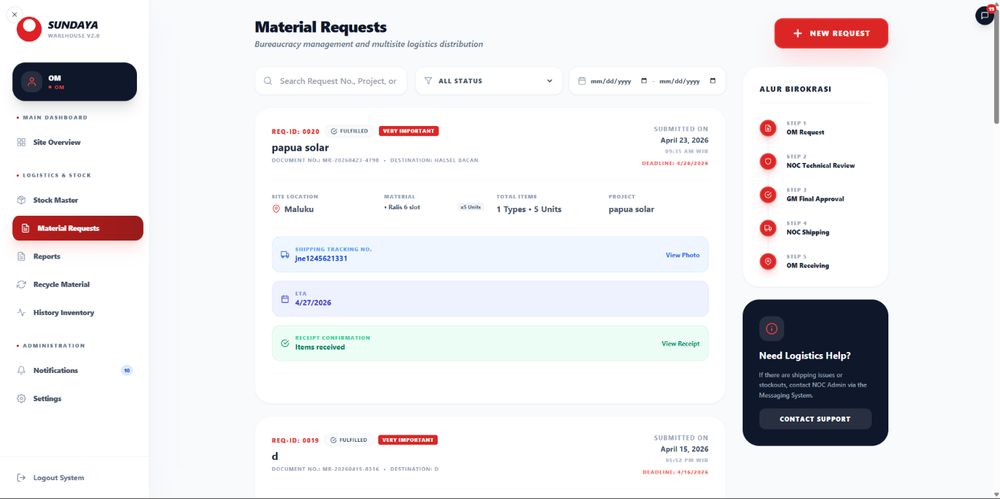 SUNDAYA
WAREHOUSE V2.0
OM
OM
MAIN DASHBOARD
Site Overview
LOGISTICS & STOCK
Stock Master
Material Requests
Reports
Recycle Material
History Inventory
ADMINISTRATION
Notifications 10
Settings
Logout System
Material Requests
Bureaucracy management and multisite logistics distribution
19
+ NEW REQUEST
Search Request No., Project, or
ALL STATUS
mm/dd/yyyy - mm/dd/yyyy
REQ-ID: 0020 FULFILLED VERY IMPORTANT
papua solar
DOCUMENT NO.: MR-20260423-4798 • DESTINATION: HALSEL BACAN
SUBMITTED ON
April 23, 2026
09:35 AM WIB
DEADLINE: 4/26/2026
SITE LOCATION
Maluku
MATERIAL
• Ralis 6 slot x5 Units
TOTAL ITEMS
1 Types • 5 Units
PROJECT
papua solar
SHIPPING TRACKING NO.
jne1245621331
View Photo
ETA
4/27/2026
RECEIPT CONFIRMATION
Items received
View Receipt
REQ-ID: 0019 FULFILLED VERY IMPORTANT
d
DOCUMENT NO.: MR-20260415-8316 • DESTINATION: D
SUBMITTED ON
April 15, 2026
05:52 PM WIB
DEADLINE: 4/16/2026
ALUR BIROKRASI
STEP 1
OM Request
STEP 2
NOC Technical Review
STEP 3
GM Final Approval
STEP 4
NOC Shipping
STEP 5
OM Receiving
Need Logistics Help?
If there are shipping issues or
stockouts, contact NOC Admin via the
Messaging System.
CONTACT SUPPORT